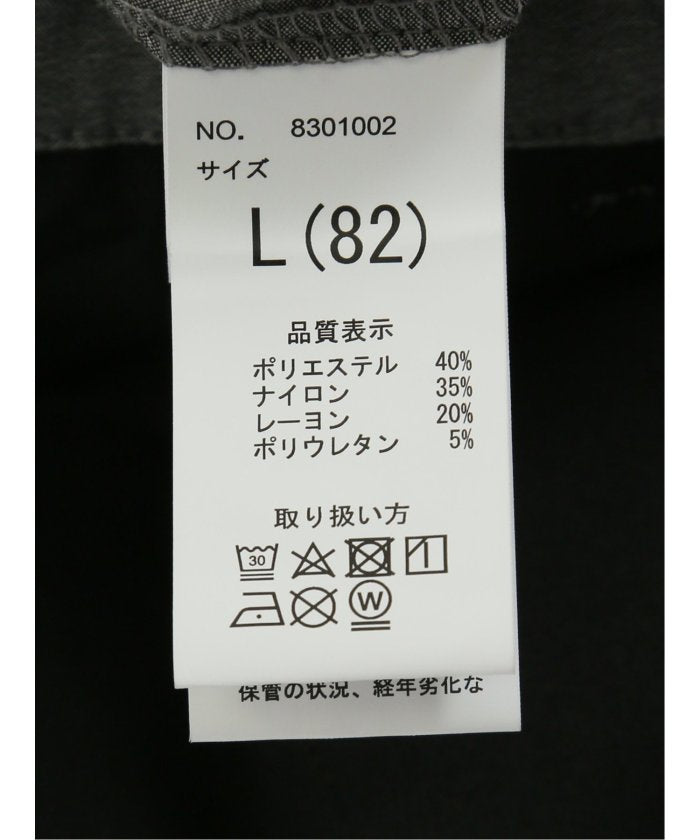 NO. 8301002
サイズ
L(82)
品質表示
ポリエステル 40%
ナイロン 35%
レーヨン 20%
ポリウレタン 5%
取り扱い方
30
W
保管の状況、経年劣化な